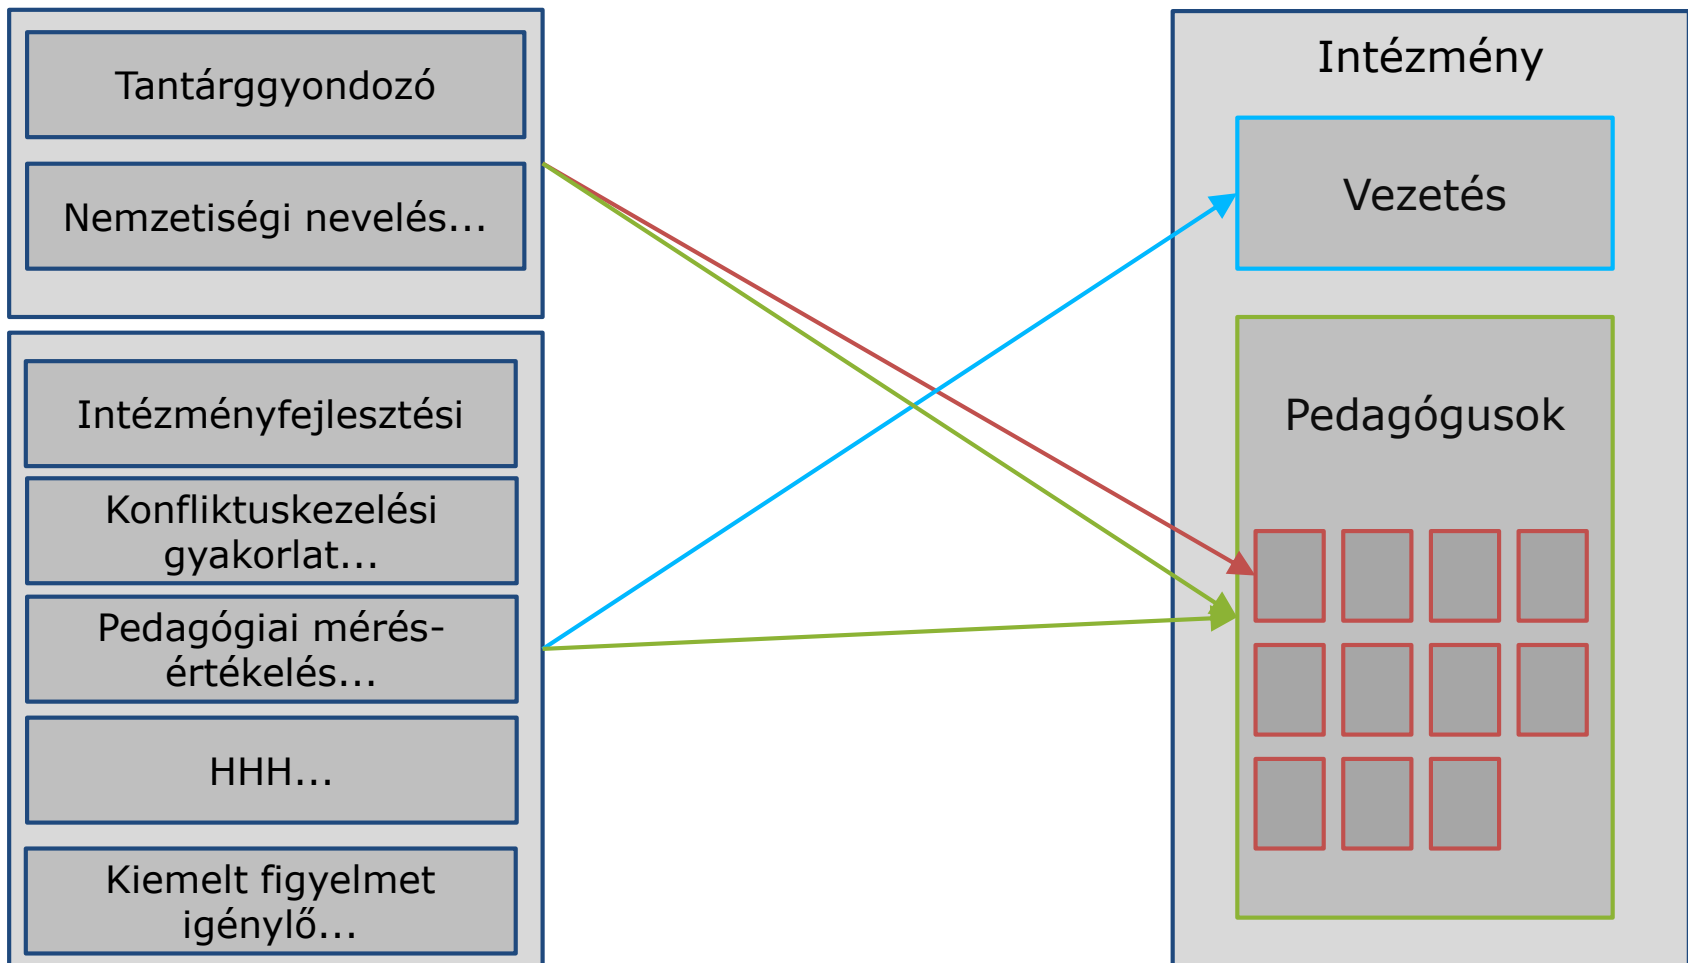 Tantárggyondozó
Nemzetiségi nevelés...
Intézményfejlesztési
Konfliktuskezelési
gyakorlat...
Pedagógiai mérés-
értékelés...
HHH...
Kiemelt figyelmet
igénylő...
Intézmény
Vezetés
Pedagógusok